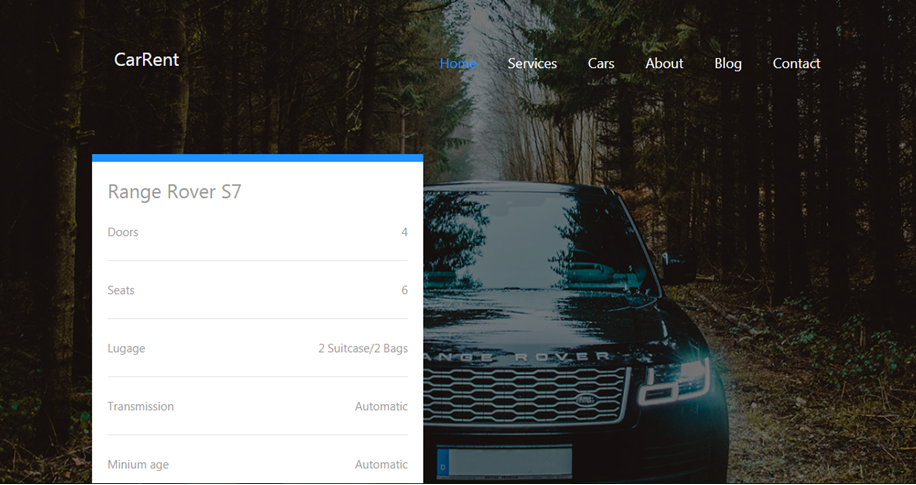 CarRent
Home Services Cars About Blog Contact
Range Rover S7
Doors 4
Seats 6
Lugage 2 Suitcase/2 Bags
ANGE ROVER
Transmission Automatic
Minium age Automatic